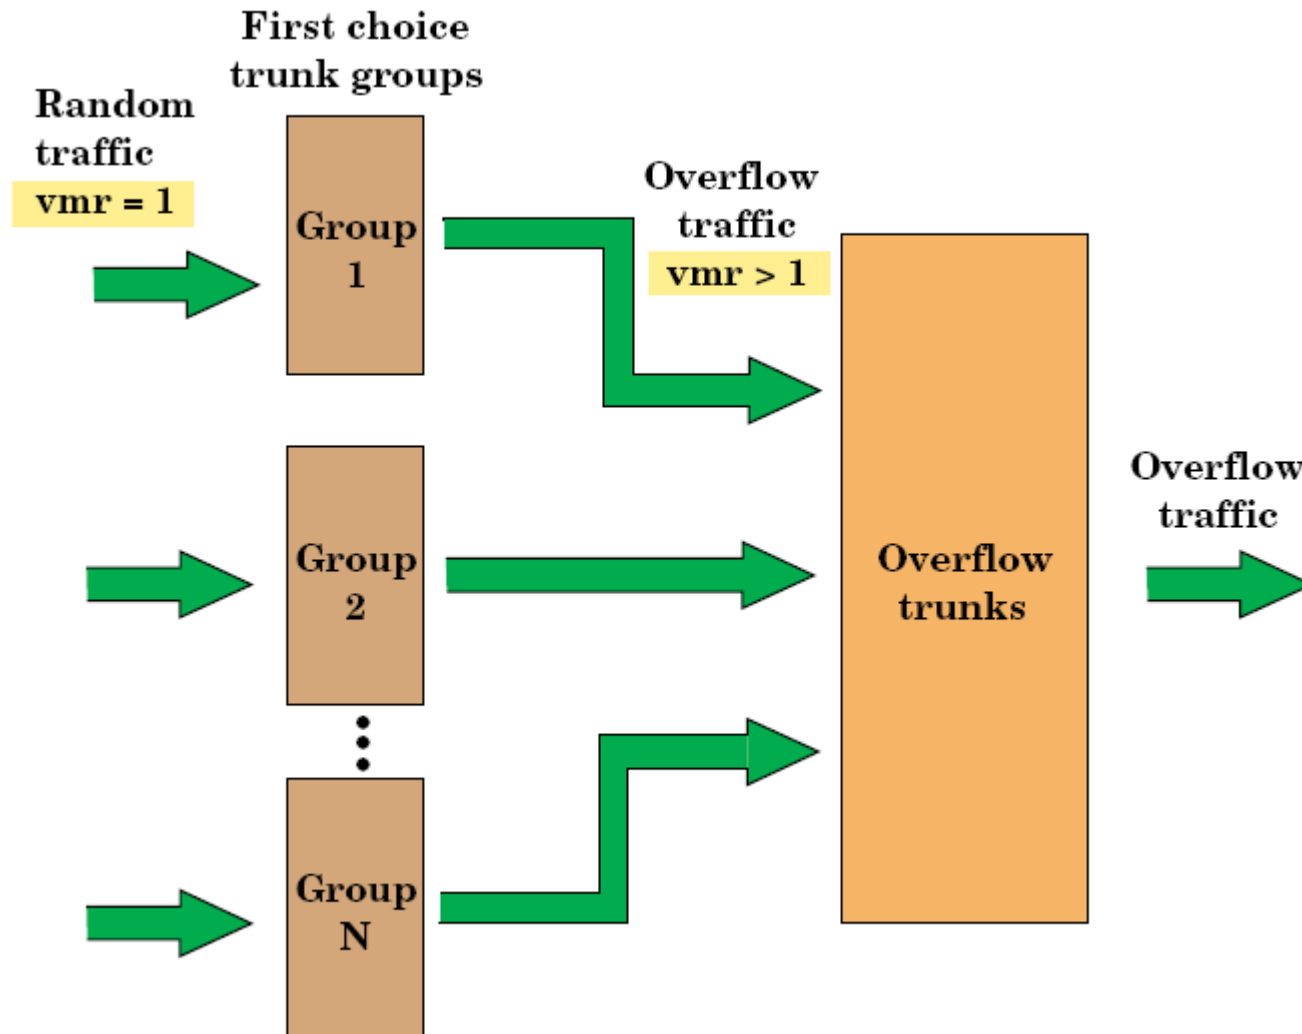 First choice
trunk groups
Random
traffic
vmr = 1
Group
1
Overflow
traffic
vmr > 1
Group
2
Overflow
trunks
Overflow
traffic
Group
N